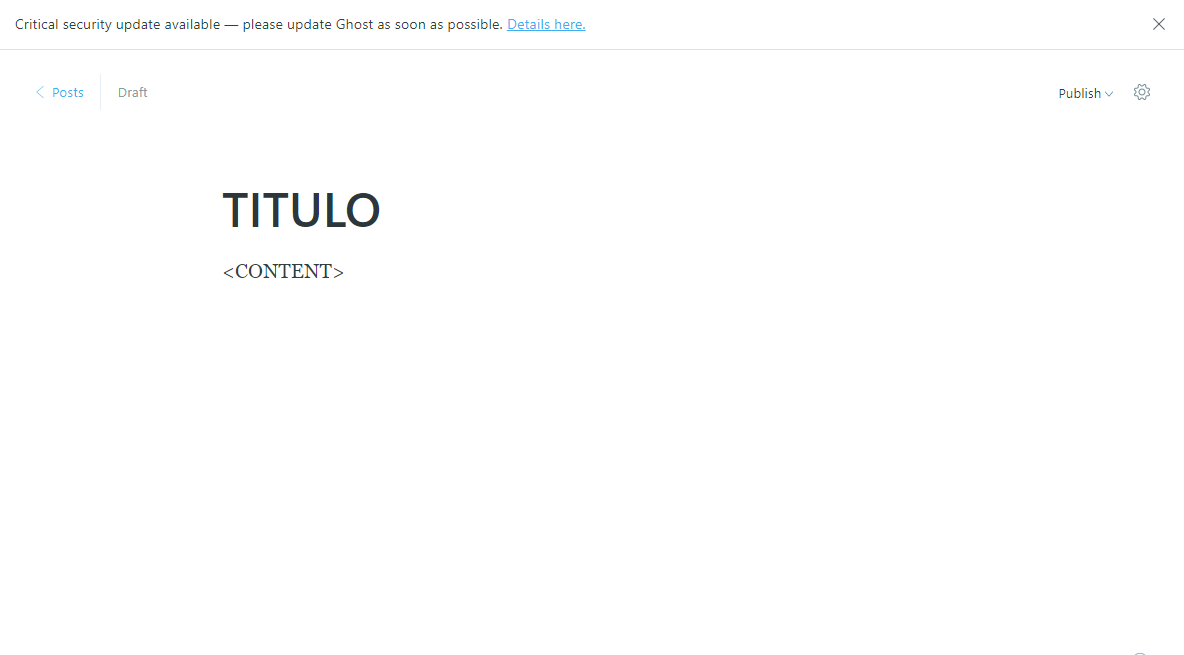 Critical security update available — please update Ghost as soon as possible. Details here.
Posts
Draft
Publish
TITULO
<CONTENT>